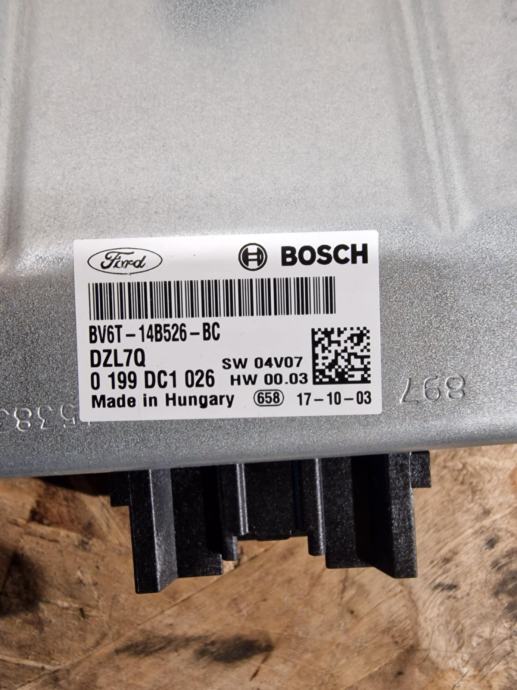 Ford
BOSCH
BV6T-14B526-BC
DZL7Q
SW 04V07
0 199 DC1 026
HW 00.03
Made in Hungary
658
17-10-03
897
5383